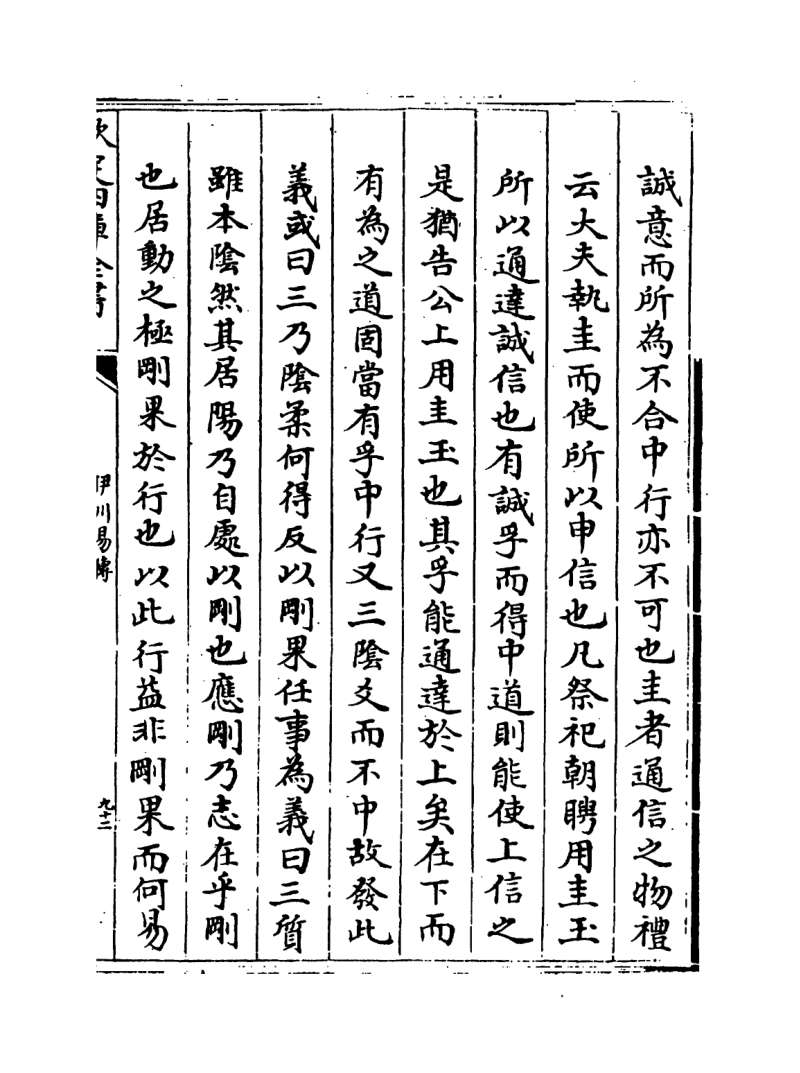 誠意而所為不合中行亦不可也圭者通信之物禮
云大夫執圭而使所以申信也凡祭祀朝聘用圭玉
所以通達誠信也有誠孚而得中道則能使上信之
是猶告公上用圭玉也其孚能通達於上矣在下而
有為之道固當有孚中行又三陰爻而不中故發此
義或曰三乃陰柔何得反以剛果任事為義曰三質
雖本陰然其居陽乃自處以剛也應剛乃志在乎剛
也居動之極剛果於行也以此行益非剛果而何易
欽定四庫全書
伊川易傳
九十二